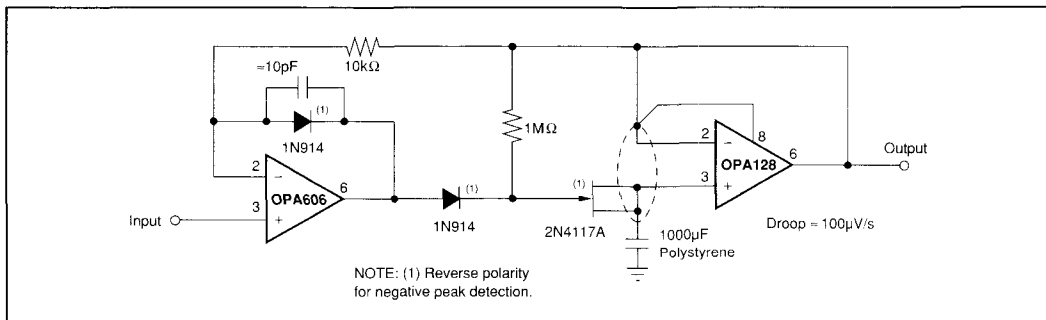 10kΩ
≈10pF
(1)
1N914
1MΩ
2
−
OPA606
6
3
+
Input
(1)
1N914
(1)
2N4117A
2
−
8
OPA128
6
3
+
Output
1000µF
Polystyrene
Droop ≈ 100µV/s
NOTE: (1) Reverse polarity
for negative peak detection.